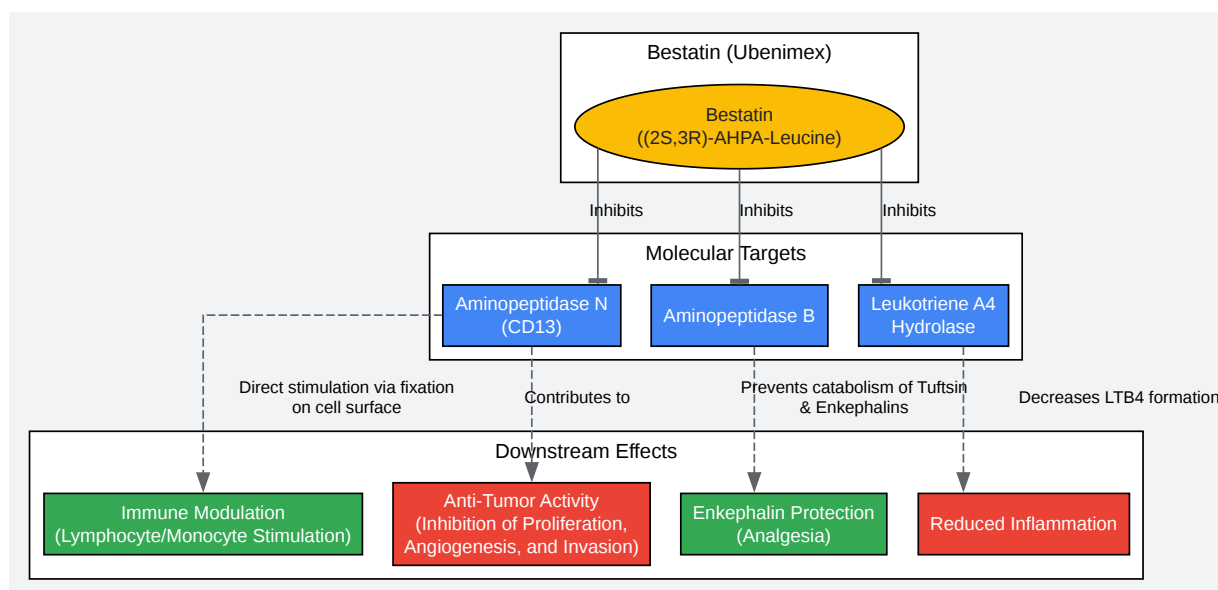 Bestatin (Ubenimex)
Bestatin
((2S,3R)-AHPA-Leucine)
Inhibits
Inhibits
Inhibits
Molecular Targets
Aminopeptidase N
(CD13)
Aminopeptidase B
Leukotriene A4
Hydrolase
Direct stimulation via fixation
on cell surface
Contributes to
Prevents catabolism of Tuftsin
& Enkephalins
Decreases LTB4 formation
Downstream Effects
Immune Modulation
(Lymphocyte/Monocyte Stimulation)
Anti-Tumor Activity
(Inhibition of Proliferation,
Angiogenesis, and Invasion)
Enkephalin Protection
(Analgesia)
Reduced Inflammation